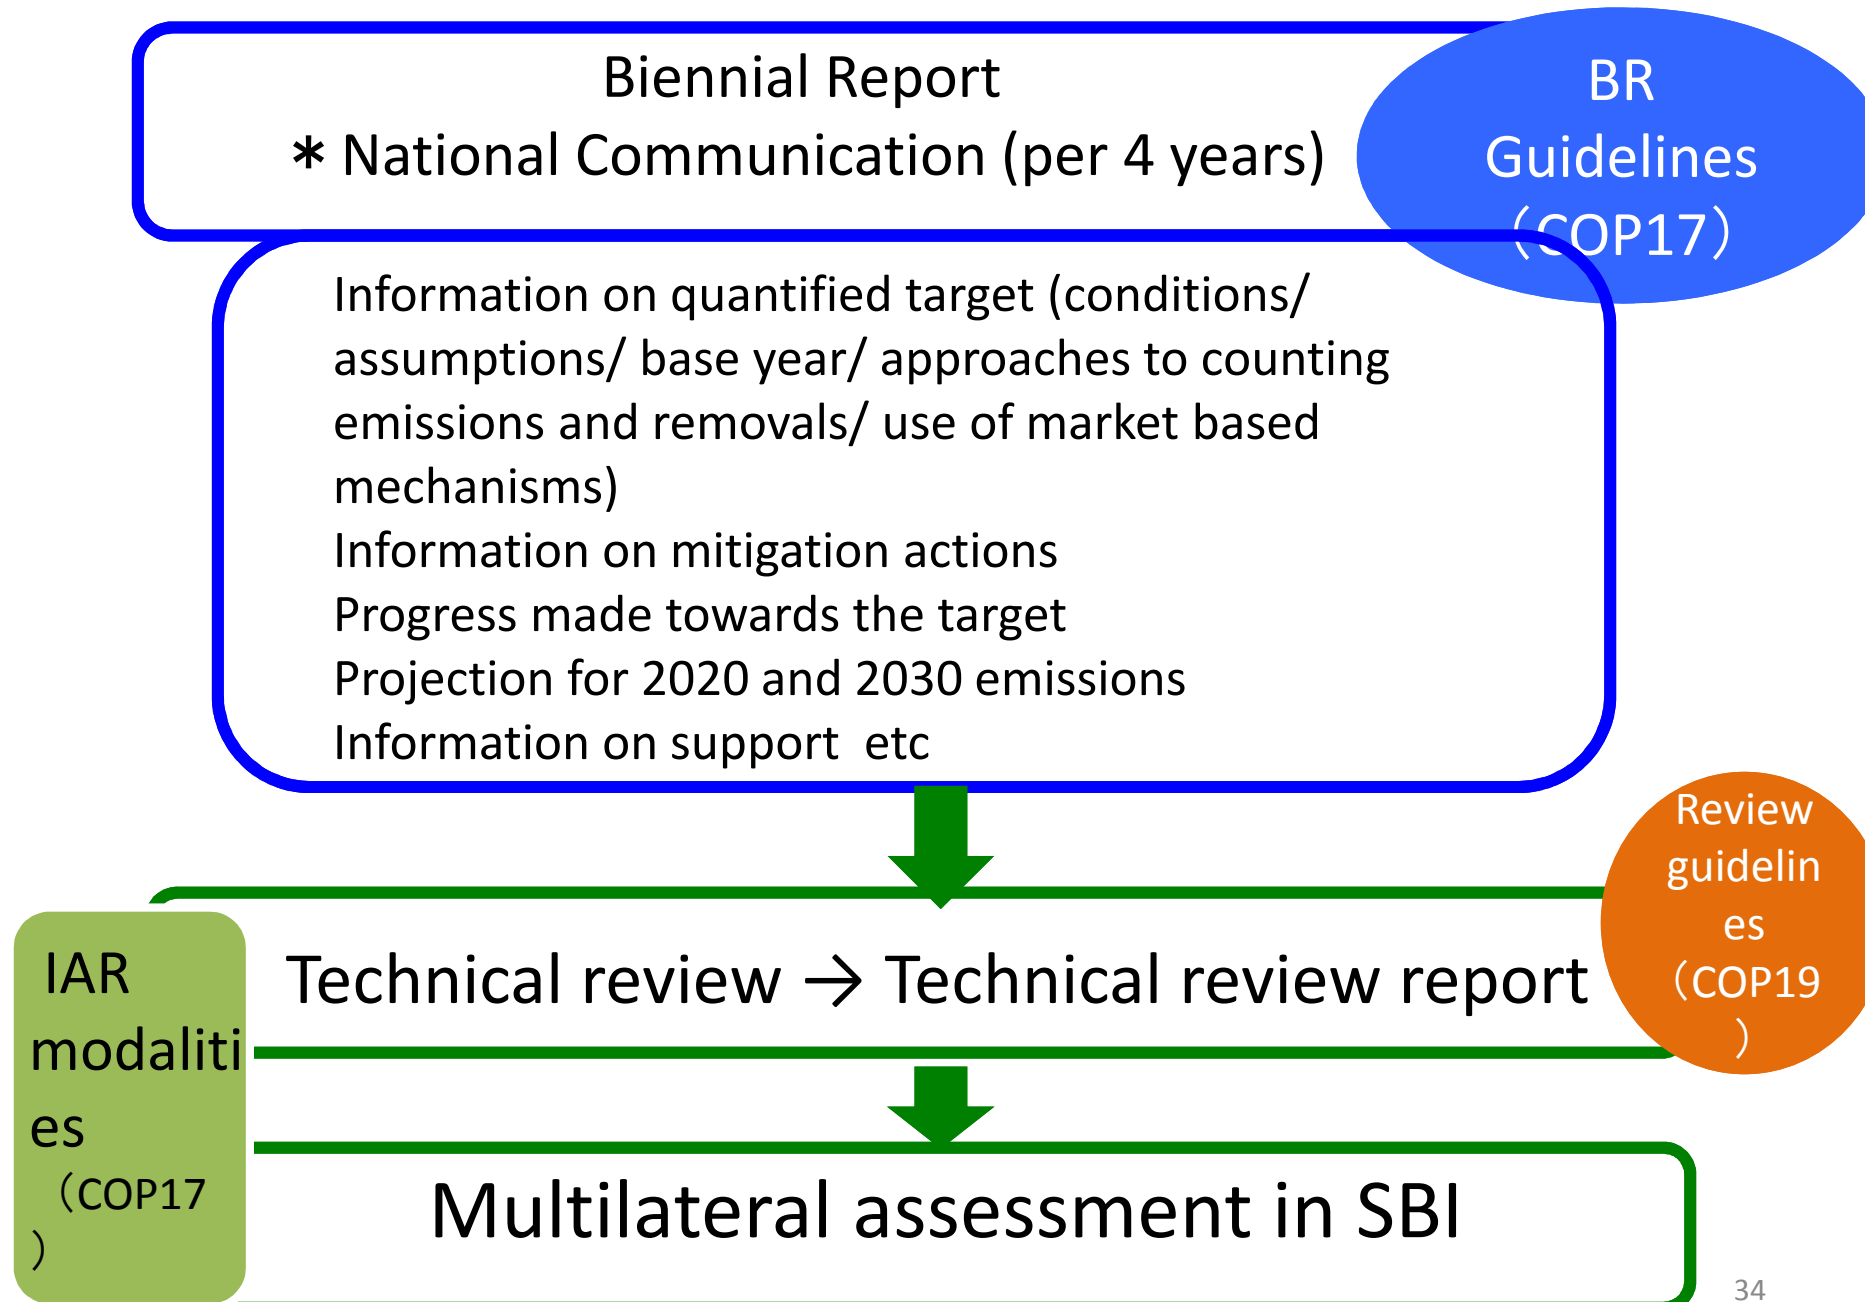 Biennial Report
* National Communication (per 4 years)
BR
Guidelines
（COP17）
Information on quantified target (conditions/
assumptions/ base year/ approaches to counting
emissions and removals/ use of market based
mechanisms)
Information on mitigation actions
Progress made towards the target
Projection for 2020 and 2030 emissions
Information on support  etc
Review
guidelin
es
（COP19
）
IAR
modaliti
es
（COP17
）
Technical review → Technical review report
Multilateral assessment in SBI
34